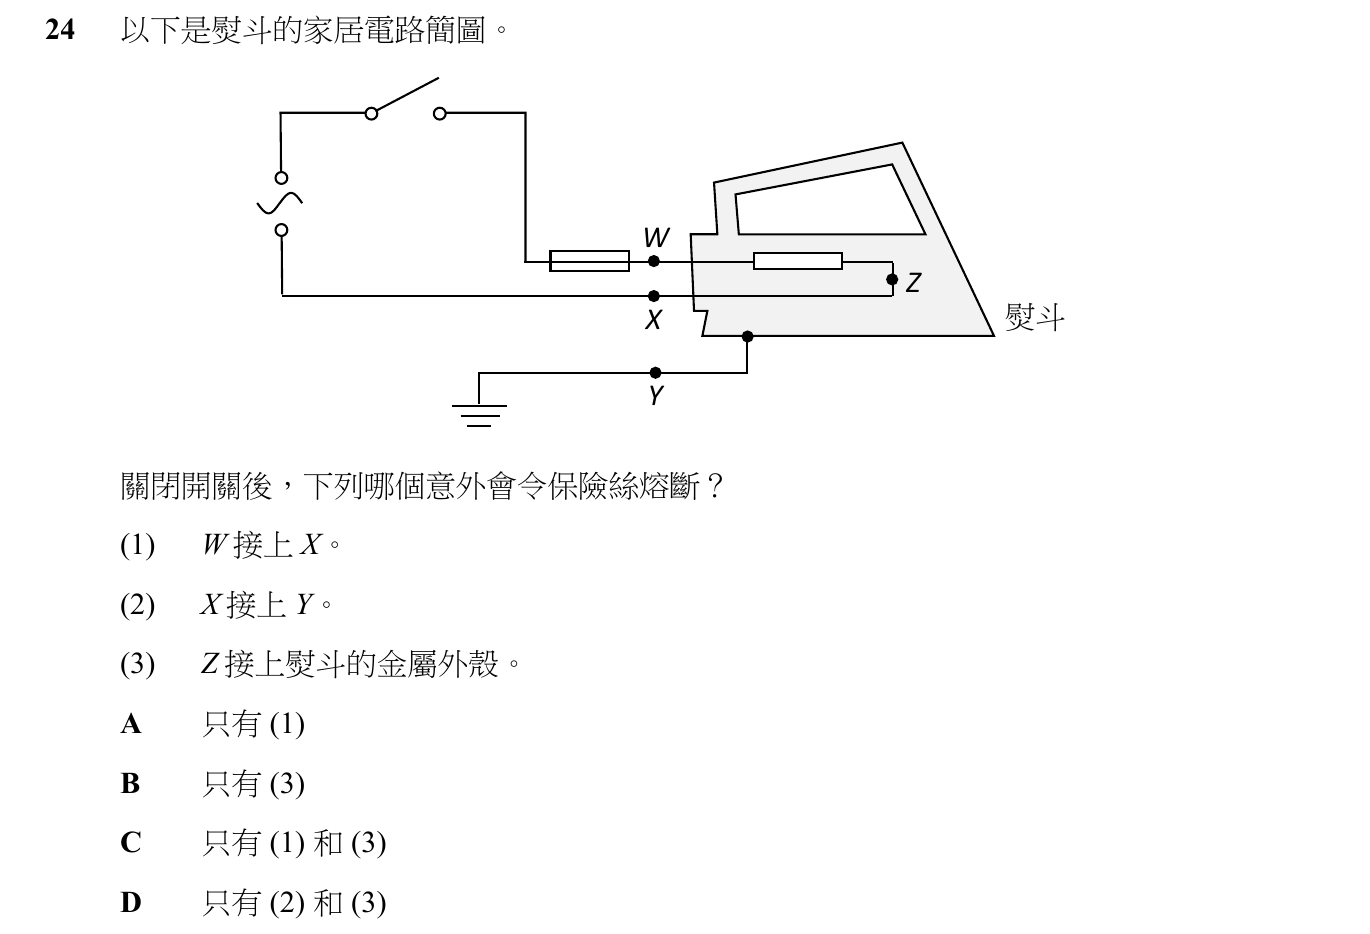 24 以下是熨斗的家居電路簡圖。
W
Z
X
熨斗
Y
關閉開關後，下列哪個意外會令保險絲熔斷？
(1) W 接上 X。
(2) X 接上 Y。
(3) Z 接上熨斗的金屬外殼。
A 只有 (1)
B 只有 (3)
C 只有 (1) 和 (3)
D 只有 (2) 和 (3)